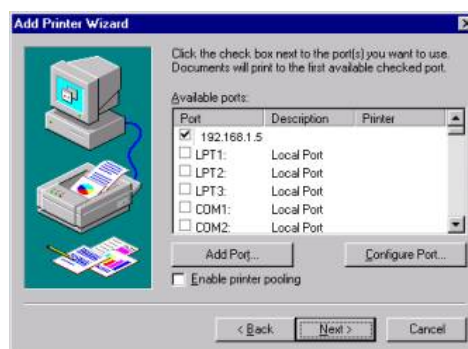 Add Printer Wizard
Click the check box next to the port(s) you want to use.
Documents will print to the first available checked port.
Available ports:
Port Description Printer
192.168.1.5
LPT1: Local Port
LPT2: Local Port
LPT3: Local Port
COM1: Local Port
COM2: Local Port
Add Port... Configure Port...
Enable printer pooling
< Back Next > Cancel